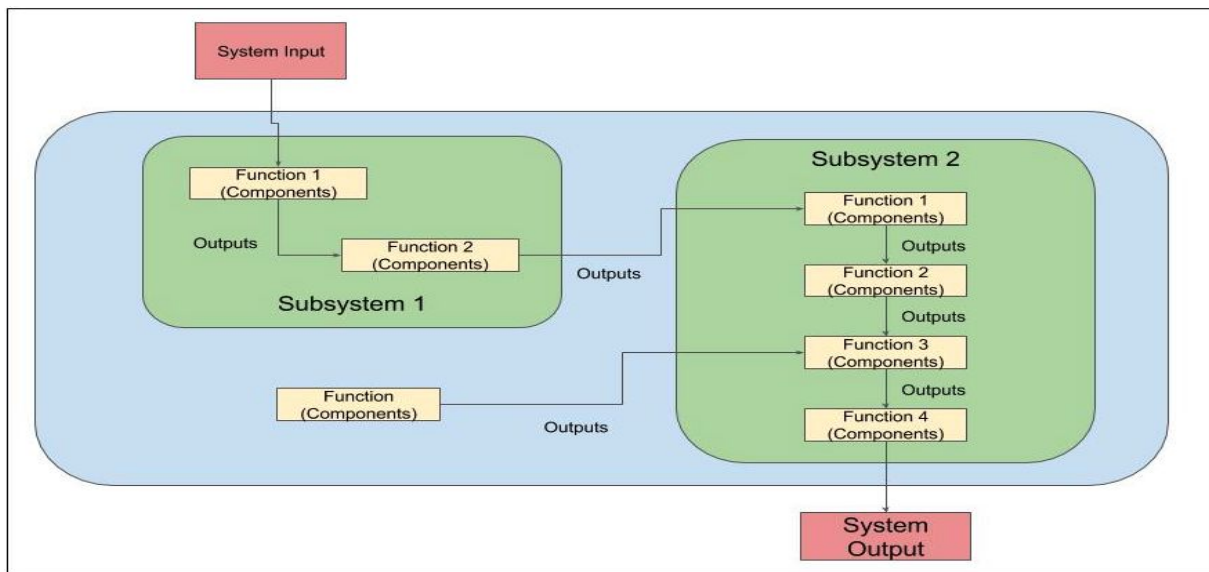 System Input
Subsystem 2
Function 1
(Components)
Outputs
Function 2
(Components)
Subsystem 1
Outputs
Function 1
(Components)
Outputs
Function 2
(Components)
Outputs
Function 3
(Components)
Outputs
Function 4
(Components)
Function
(Components)
Outputs
System
Output